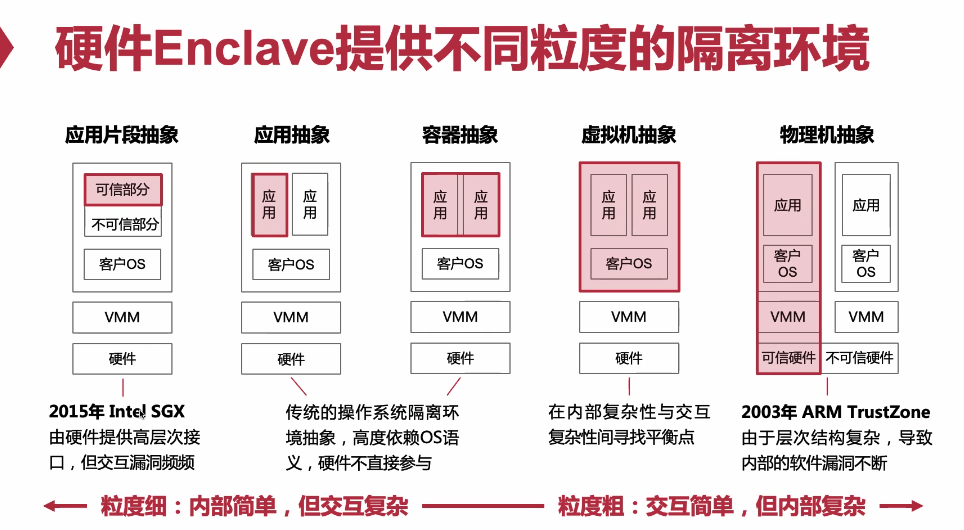 硬件Enclave提供不同粒度的隔离环境
应用片段抽象
应用抽象
容器抽象
虚拟机抽象
物理机抽象
可信部分
不可信部分
客户OS
VMM
硬件
应用
应用
客户OS
VMM
硬件
应用
应用
客户OS
VMM
硬件
应用
应用
客户OS
VMM
硬件
应用
客户
OS
VMM
可信硬件
应用
客户
OS
VMM
不可信硬件
2015年 Intel SGX
由硬件提供高层次接
口，但交互漏洞频频
传统的操作系统隔离环
境抽象，高度依赖OS语
义，硬件不直接参与
在内部复杂性与交互
复杂性间寻找平衡点
2003年 ARM TrustZone
由于层次结构复杂，导致
内部的软件漏洞不断
粒度细：内部简单，但交互复杂
粒度粗：交互简单，但内部复杂